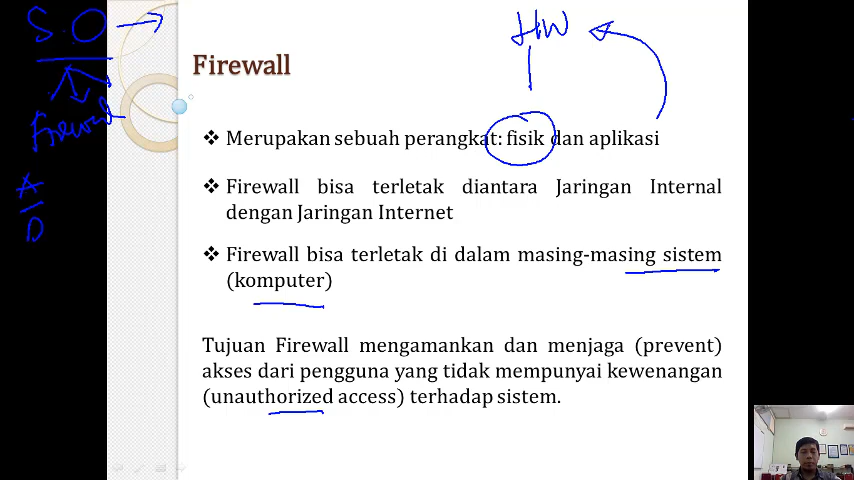 S.O
HW
Firewall
Firewall
❖ Merupakan sebuah perangkat: fisik dan aplikasi
A
D
❖ Firewall bisa terletak diantara Jaringan Internal
dengan Jaringan Internet
❖ Firewall bisa terletak di dalam masing-masing sistem
(komputer)
Tujuan Firewall mengamankan dan menjaga (prevent)
akses dari pengguna yang tidak mempunyai kewenangan
(unauthorized access) terhadap sistem.